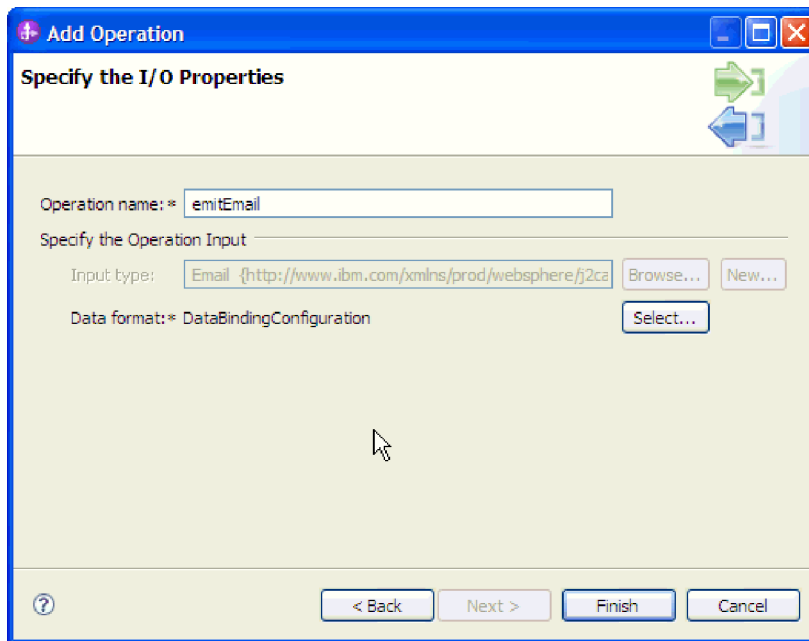 Add Operation
Specify the I/O Properties
Operation name:* emitEmail
Specify the Operation Input
Input type: Email {http://www.ibm.com/xmlns/prod/websphere/j2ca Browse... New...
Data format:* DataBindingConfiguration Select...
? < Back Next > Finish Cancel